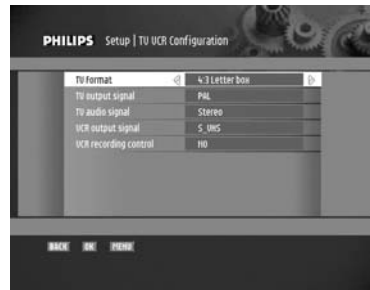 PHILIPS Setup | TV VCR Configuration
TV Format 4:3 Letter box
TV output signal PAL
TV audio signal Stereo
VCR output signal S_VHS
VCR recording control NO
BACK OK MENU